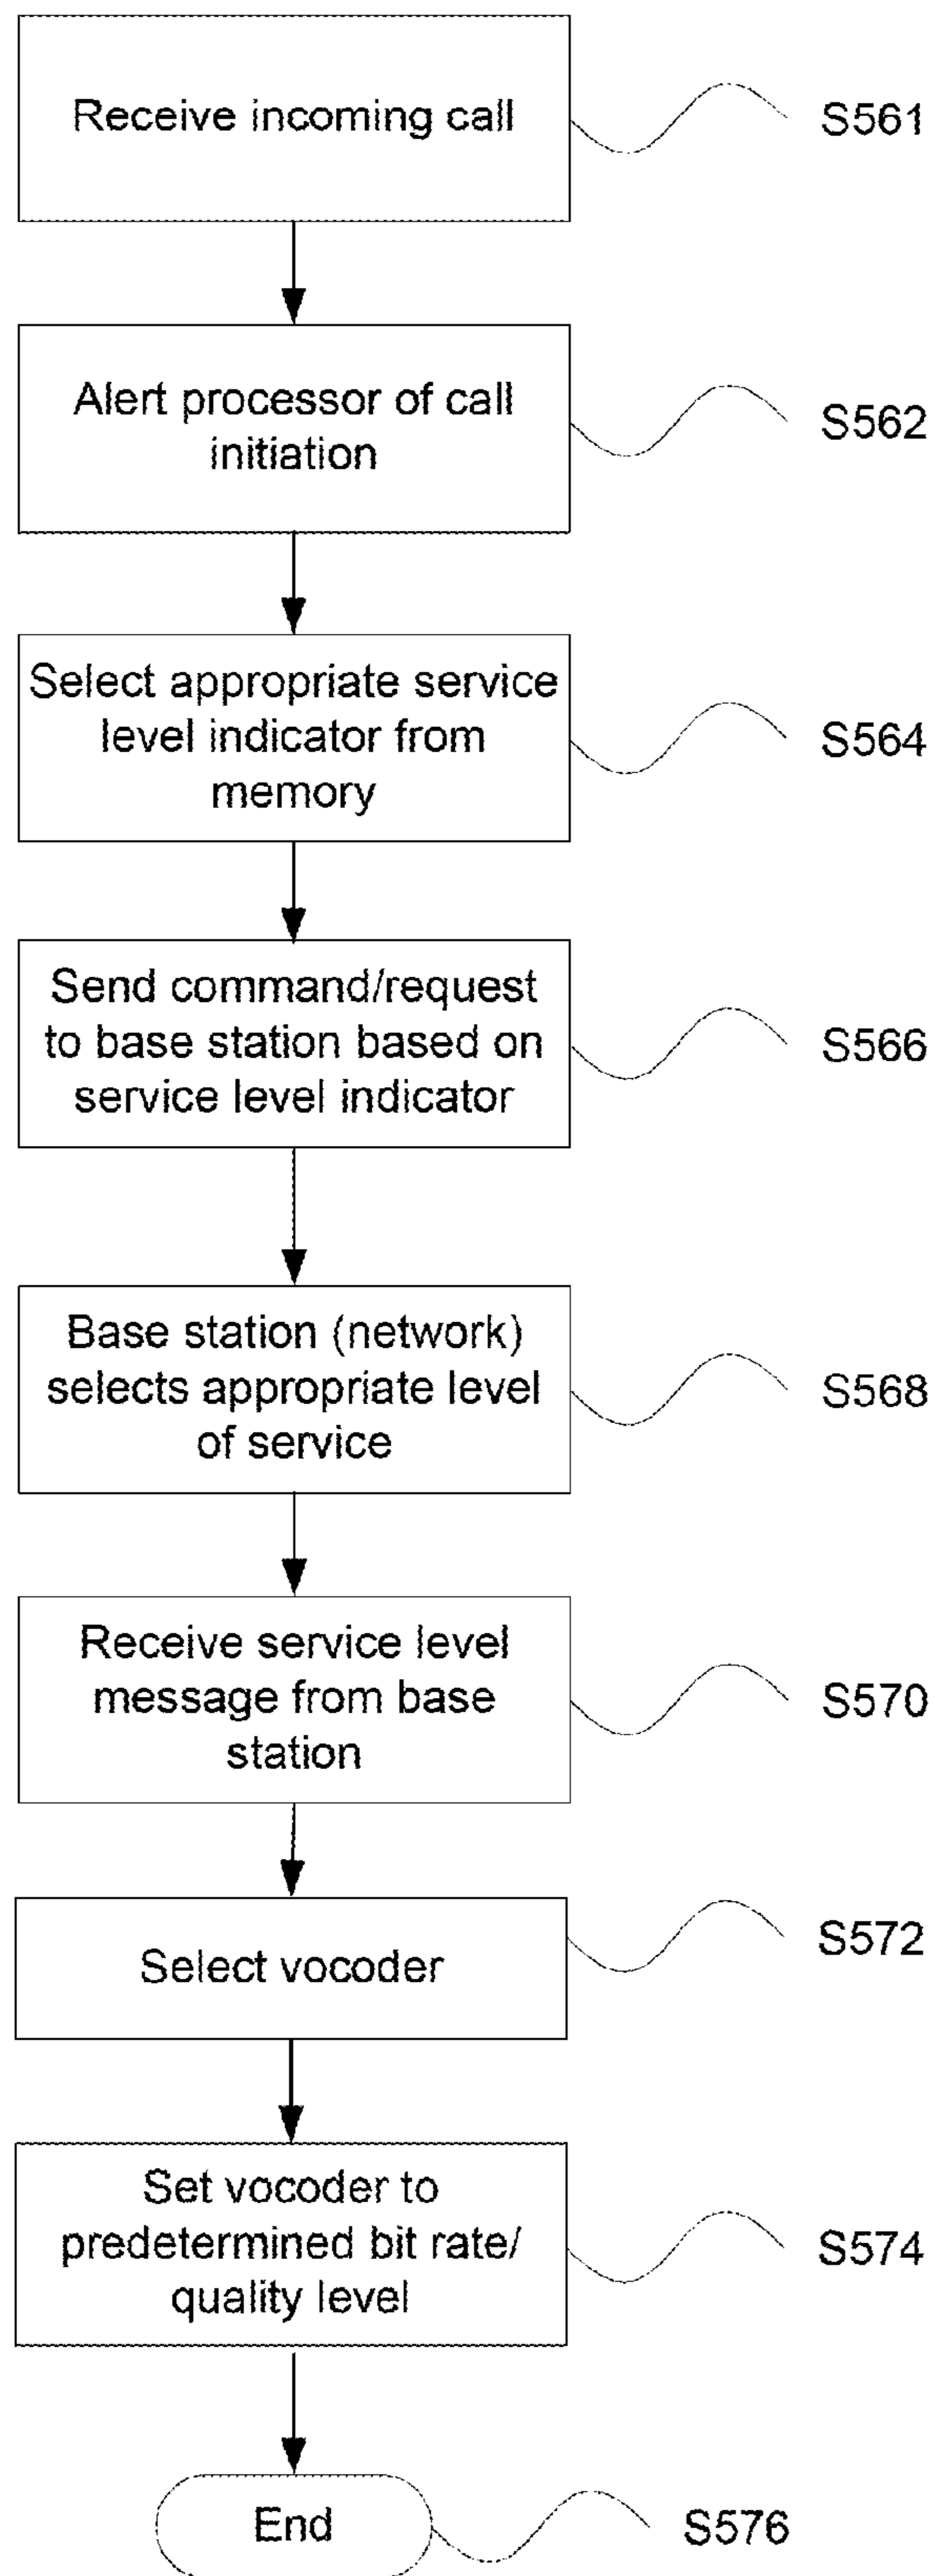 Receive incoming call
S561
Alert processor of call
initiation
S562
Select appropriate service
level indicator from
memory
S564
Send command/request
to base station based on
service level indicator
S566
Base station (network)
selects appropriate level
of service
S568
Receive service level
message from base
station
S570
Select vocoder
S572
Set vocoder to
predetermined bit rate/
quality level
S574
End
S576